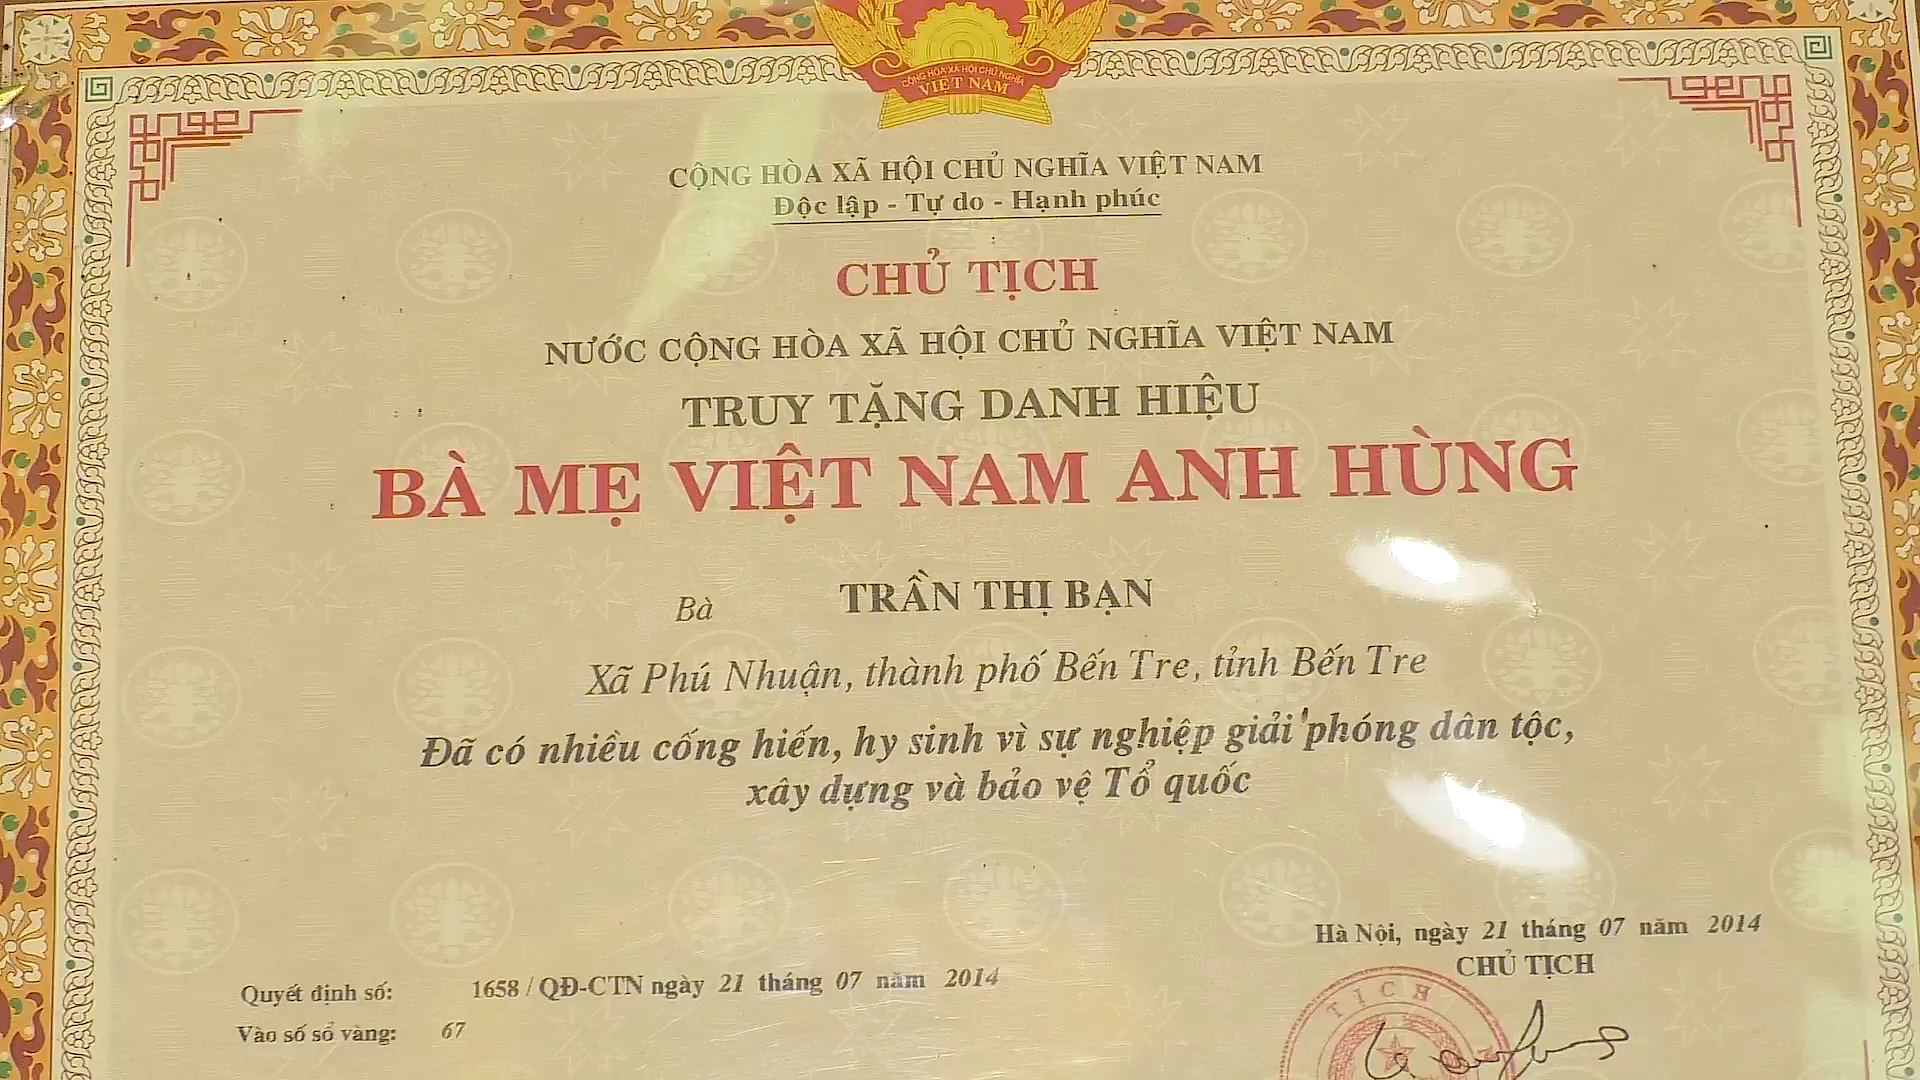 CỘNG HÒA XÃ HỘI CHỦ NGHĨA
VIỆT NAM
CỘNG HÒA XÃ HỘI CHỦ NGHĨA VIỆT NAM
Độc lập - Tự do - Hạnh phúc
CHỦ TỊCH
NƯỚC CỘNG HÒA XÃ HỘI CHỦ NGHĨA VIỆT NAM
TRUY TẶNG DANH HIỆU
BÀ MẸ VIỆT NAM ANH HÙNG
Bà TRẦN THỊ BẠN
Xã Phú Nhuận, thành phố Bến Tre, tỉnh Bến Tre
Đã có nhiều cống hiến, hy sinh vì sự nghiệp giải phóng dân tộc,
xây dựng và bảo vệ Tổ quốc
Hà Nội, ngày 21 tháng 07 năm 2014
CHỦ TỊCH
Quyết định số: 1658 / QĐ-CTN ngày 21 tháng 07 năm 2014
Vào số sổ vàng: 67
TỊCH